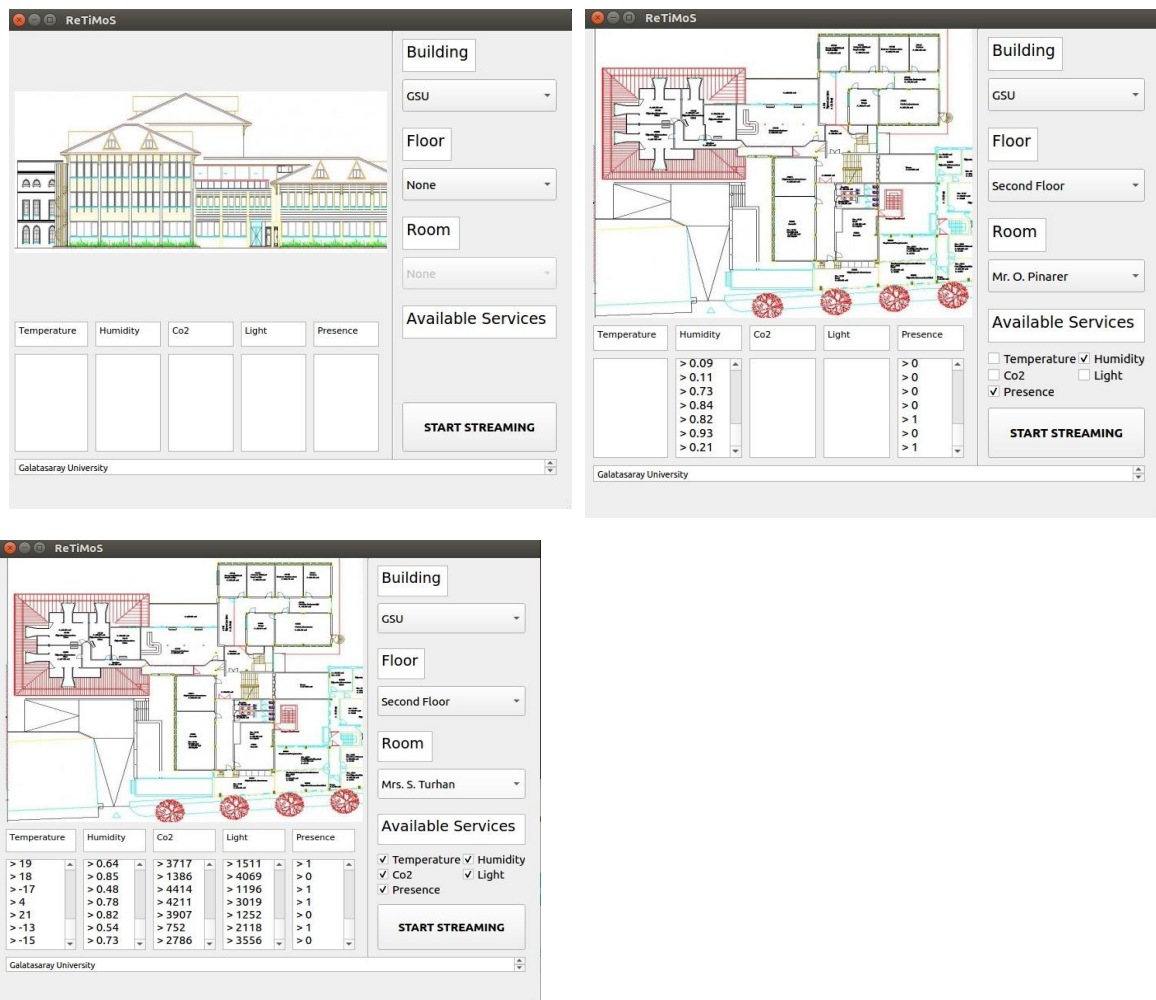 ReTiMoS
Building
GSU
Floor
None
Room
None
Available Services
Temperature Humidity Co2 Light Presence
START STREAMING
Galatasaray University
ReTiMoS
Building
GSU
Floor
Second Floor
Room
Mr. O. Pinarer
Available Services
Temperature Humidity
Co2 Light
Presence
START STREAMING
Temperature Humidity Co2 Light Presence
> 0.09 > 0
> 0.11 > 0
> 0.73 > 0
> 0.84 > 0
> 0.82 > 1
> 0.93 > 0
> 0.21 > 1
Galatasaray University
ReTiMoS
Building
GSU
Floor
Second Floor
Room
Mrs. S. Turhan
Available Services
Temperature Humidity
Co2 Light
Presence
START STREAMING
Temperature Humidity Co2 Light Presence
> 19 > 0.64 > 3717 > 1511 > 1
> 18 > 0.85 > 1386 > 4069 > 0
> -17 > 0.48 > 4414 > 1196 > 1
> 4 > 0.78 > 4211 > 3019 > 1
> 21 > 0.82 > 3907 > 1252 > 0
> -13 > 0.54 > 752 > 2118 > 1
> -15 > 0.73 > 2786 > 3556 > 0
Galatasaray University